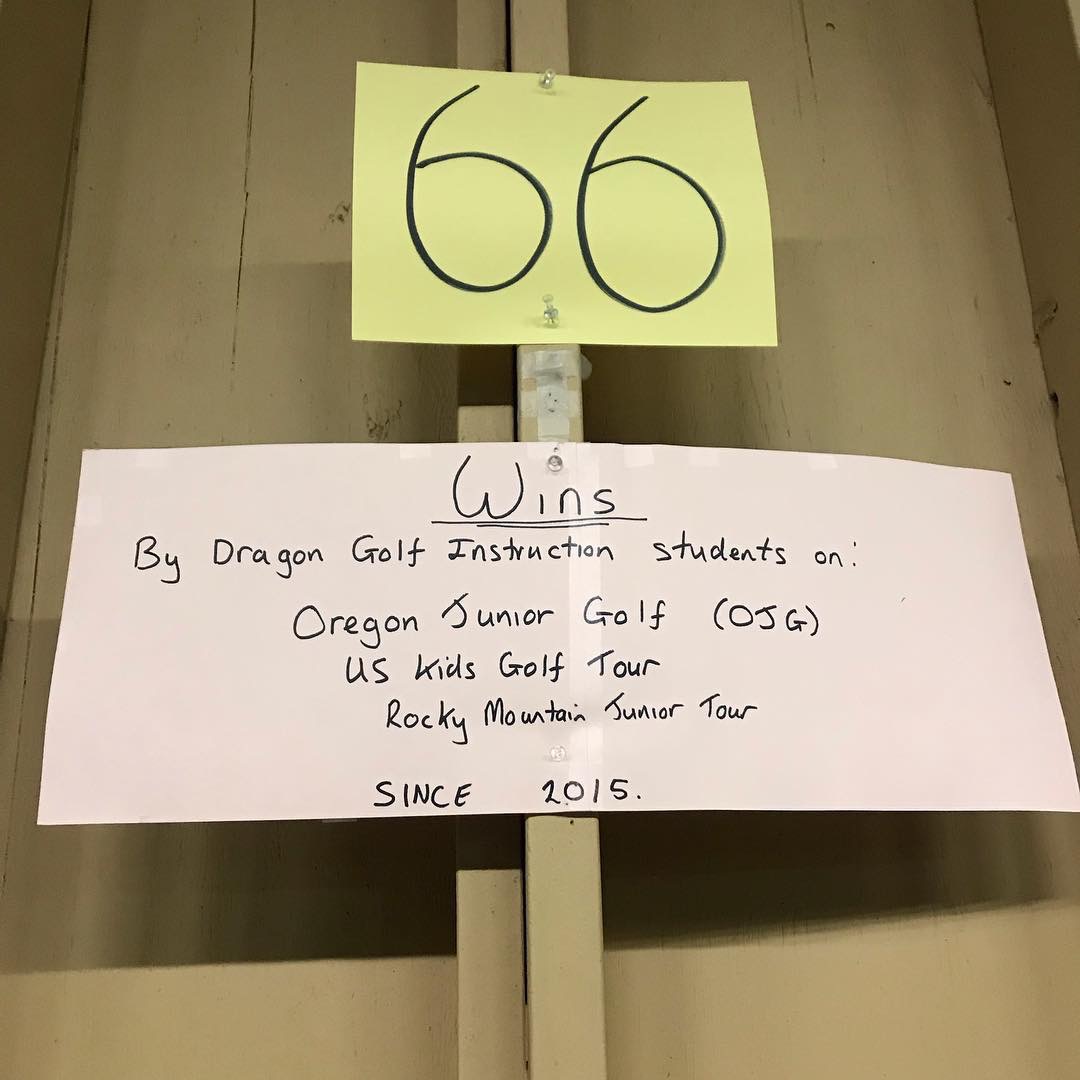 66
Wins
By Dragon Golf Instruction students on:
Oregon Junior Golf (OJG)
US Kids Golf Tour
Rocky Mountain Junior Tour
SINCE 2015.